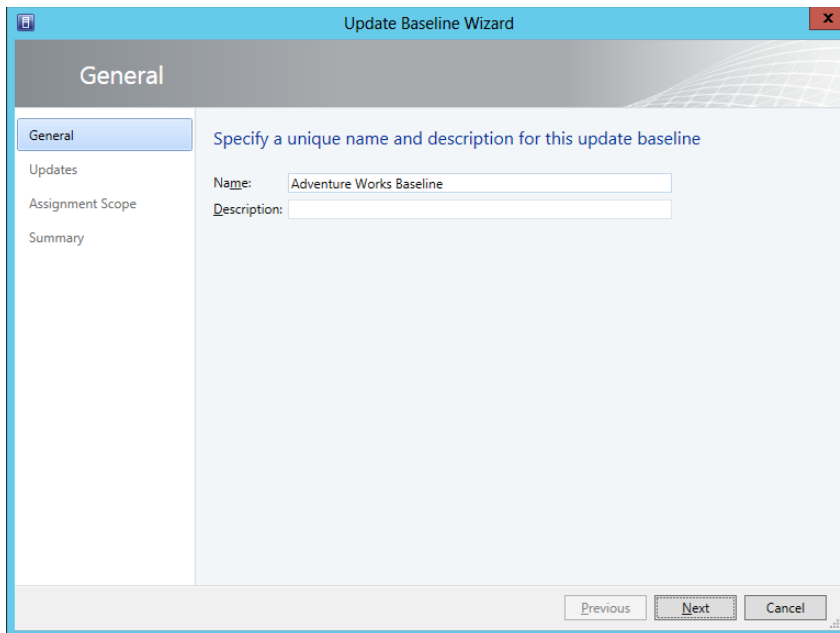 Update Baseline Wizard
x
General
General
Updates
Assignment Scope
Summary
Specify a unique name and description for this update baseline
Name: Adventure Works Baseline
Description:
Previous Next Cancel